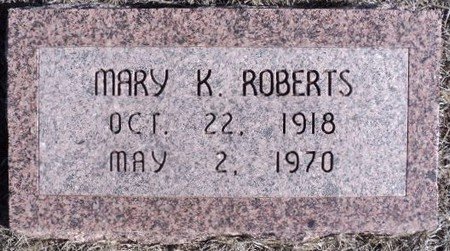 MARY K. ROBERTS
OCT. 22, 1918
MAY 2, 1970